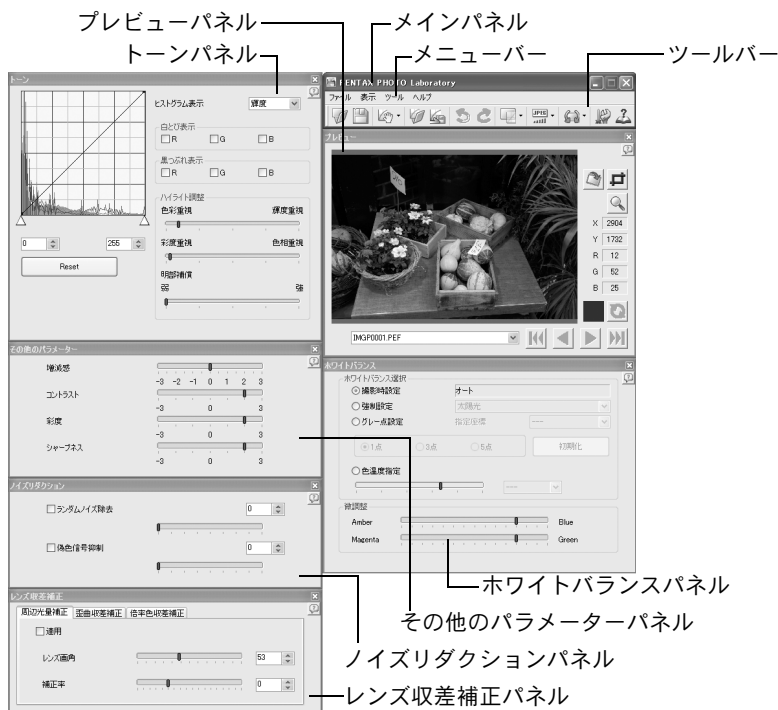 プレビューパネル
メインパネル
トーンパネル
メニューバー
ツールバー
トーン
ヒストグラム表示
輝度
白とび表示
R
G
B
黒つぶれ表示
R
G
B
ハイライト調整
色彩重視
輝度重視
彩度重視
色相重視
明部補償
弱
強
0
255
Reset
PENTAX PHOTO Laboratory
ファイル 表示 ツール ヘルプ
JPEG
プレビュー
X 2904
Y 1732
R 12
G 52
B 25
IMGP0001.PEF
その他のパラメーター
増減感
-3 -2 -1 0 1 2 3
コントラスト
-3 0 3
彩度
-3 0 3
シャープネス
-3 0 3
ホワイトバランス
ホワイトバランス選択
撮影時設定
オート
強制設定
太陽光
グレー点設定
指定座標
---
1点
3点
5点
初期化
色温度指定
---
微調整
Amber
Blue
Magenta
Green
ノイズリダクション
ランダムノイズ除去
0
偽色信号抑制
0
レンズ収差補正
周辺光量補正
歪曲収差補正
倍率色収差補正
適用
レンズ画角
53
補正率
0
ホワイトバランスパネル
その他のパラメーターパネル
ノイズリダクションパネル
レンズ収差補正パネル